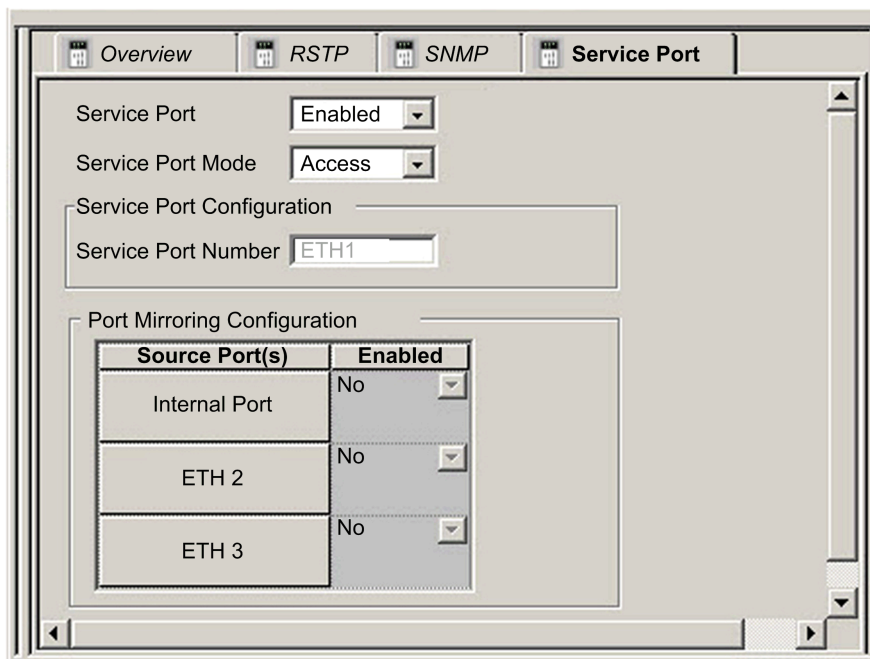 Overview RSTP SNMP Service Port
Service Port Enabled
Service Port Mode Access
Service Port Configuration
Service Port Number ETH1
Port Mirroring Configuration
Source Port(s) Enabled
Internal Port No
ETH 2 No
ETH 3 No